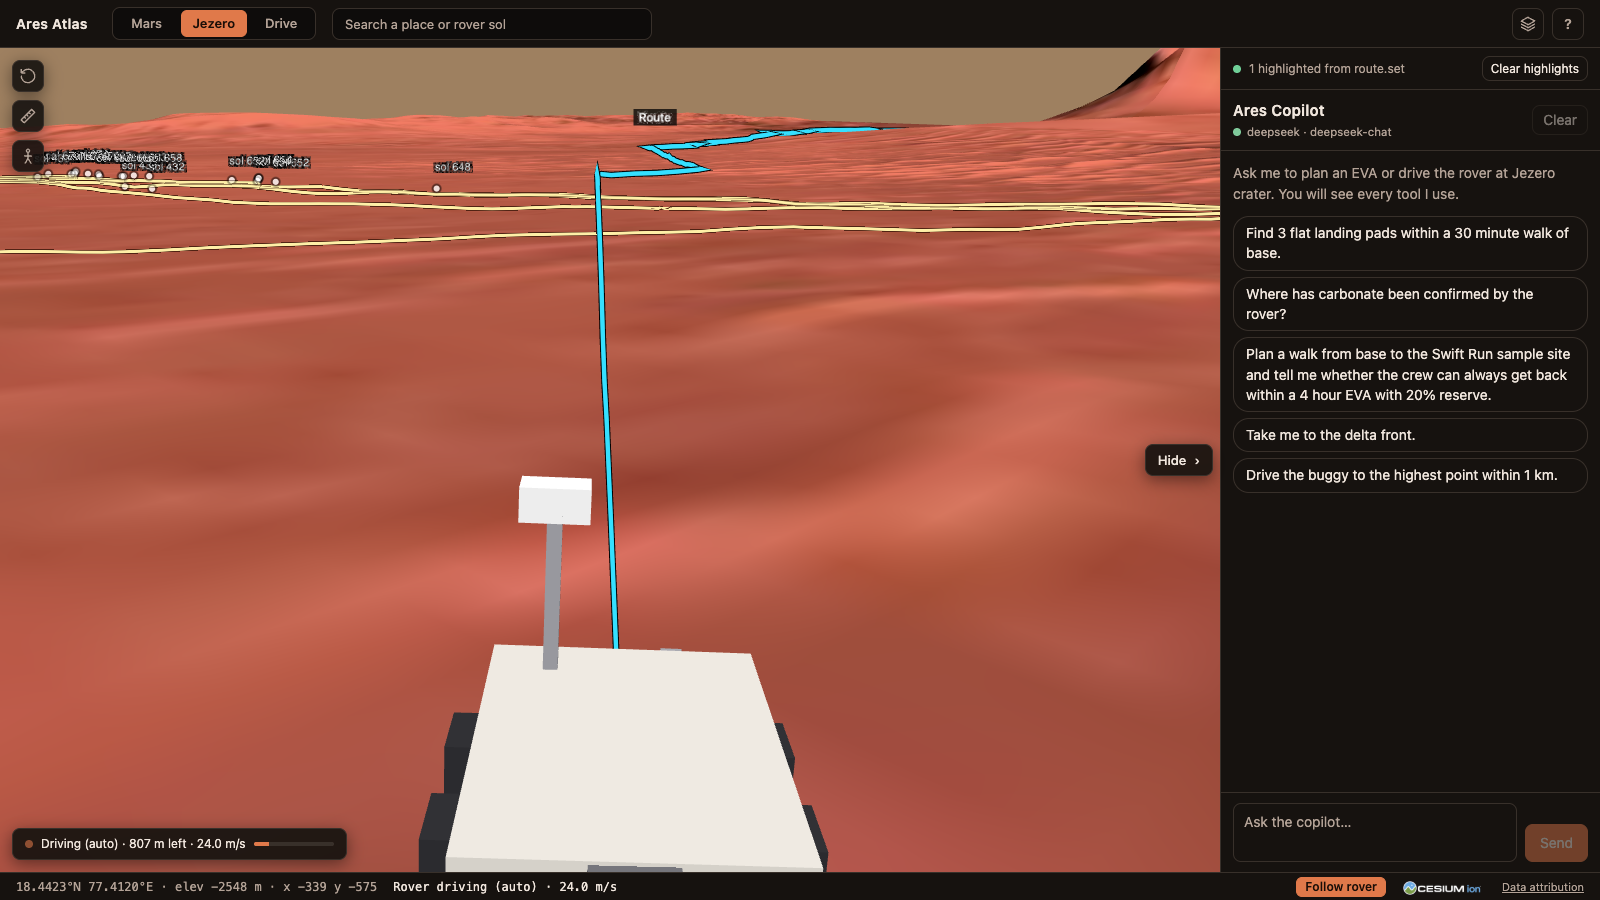 Ares Atlas
Mars
Jezero
Drive
Search a place or rover sol
?
1 highlighted from route.set
Clear highlights
Ares Copilot
deepseek · deepseek-chat
Clear
Ask me to plan an EVA or drive the rover at Jezero
crater. You will see every tool I use.
Find 3 flat landing pads within a 30 minute walk of
base.
Where has carbonate been confirmed by the
rover?
Plan a walk from base to the Swift Run sample site
and tell me whether the crew can always get back
within a 4 hour EVA with 20% reserve.
Take me to the delta front.
Drive the buggy to the highest point within 1 km.
Route
sol 648
Hide ›
Driving (auto) · 807 m left · 24.0 m/s
Ask the copilot...
Send
18.4423°N 77.4120°E · elev −2548 m · x −339 y −575 Rover driving (auto) · 24.0 m/s
Follow rover
CESIUM ion
Data attribution